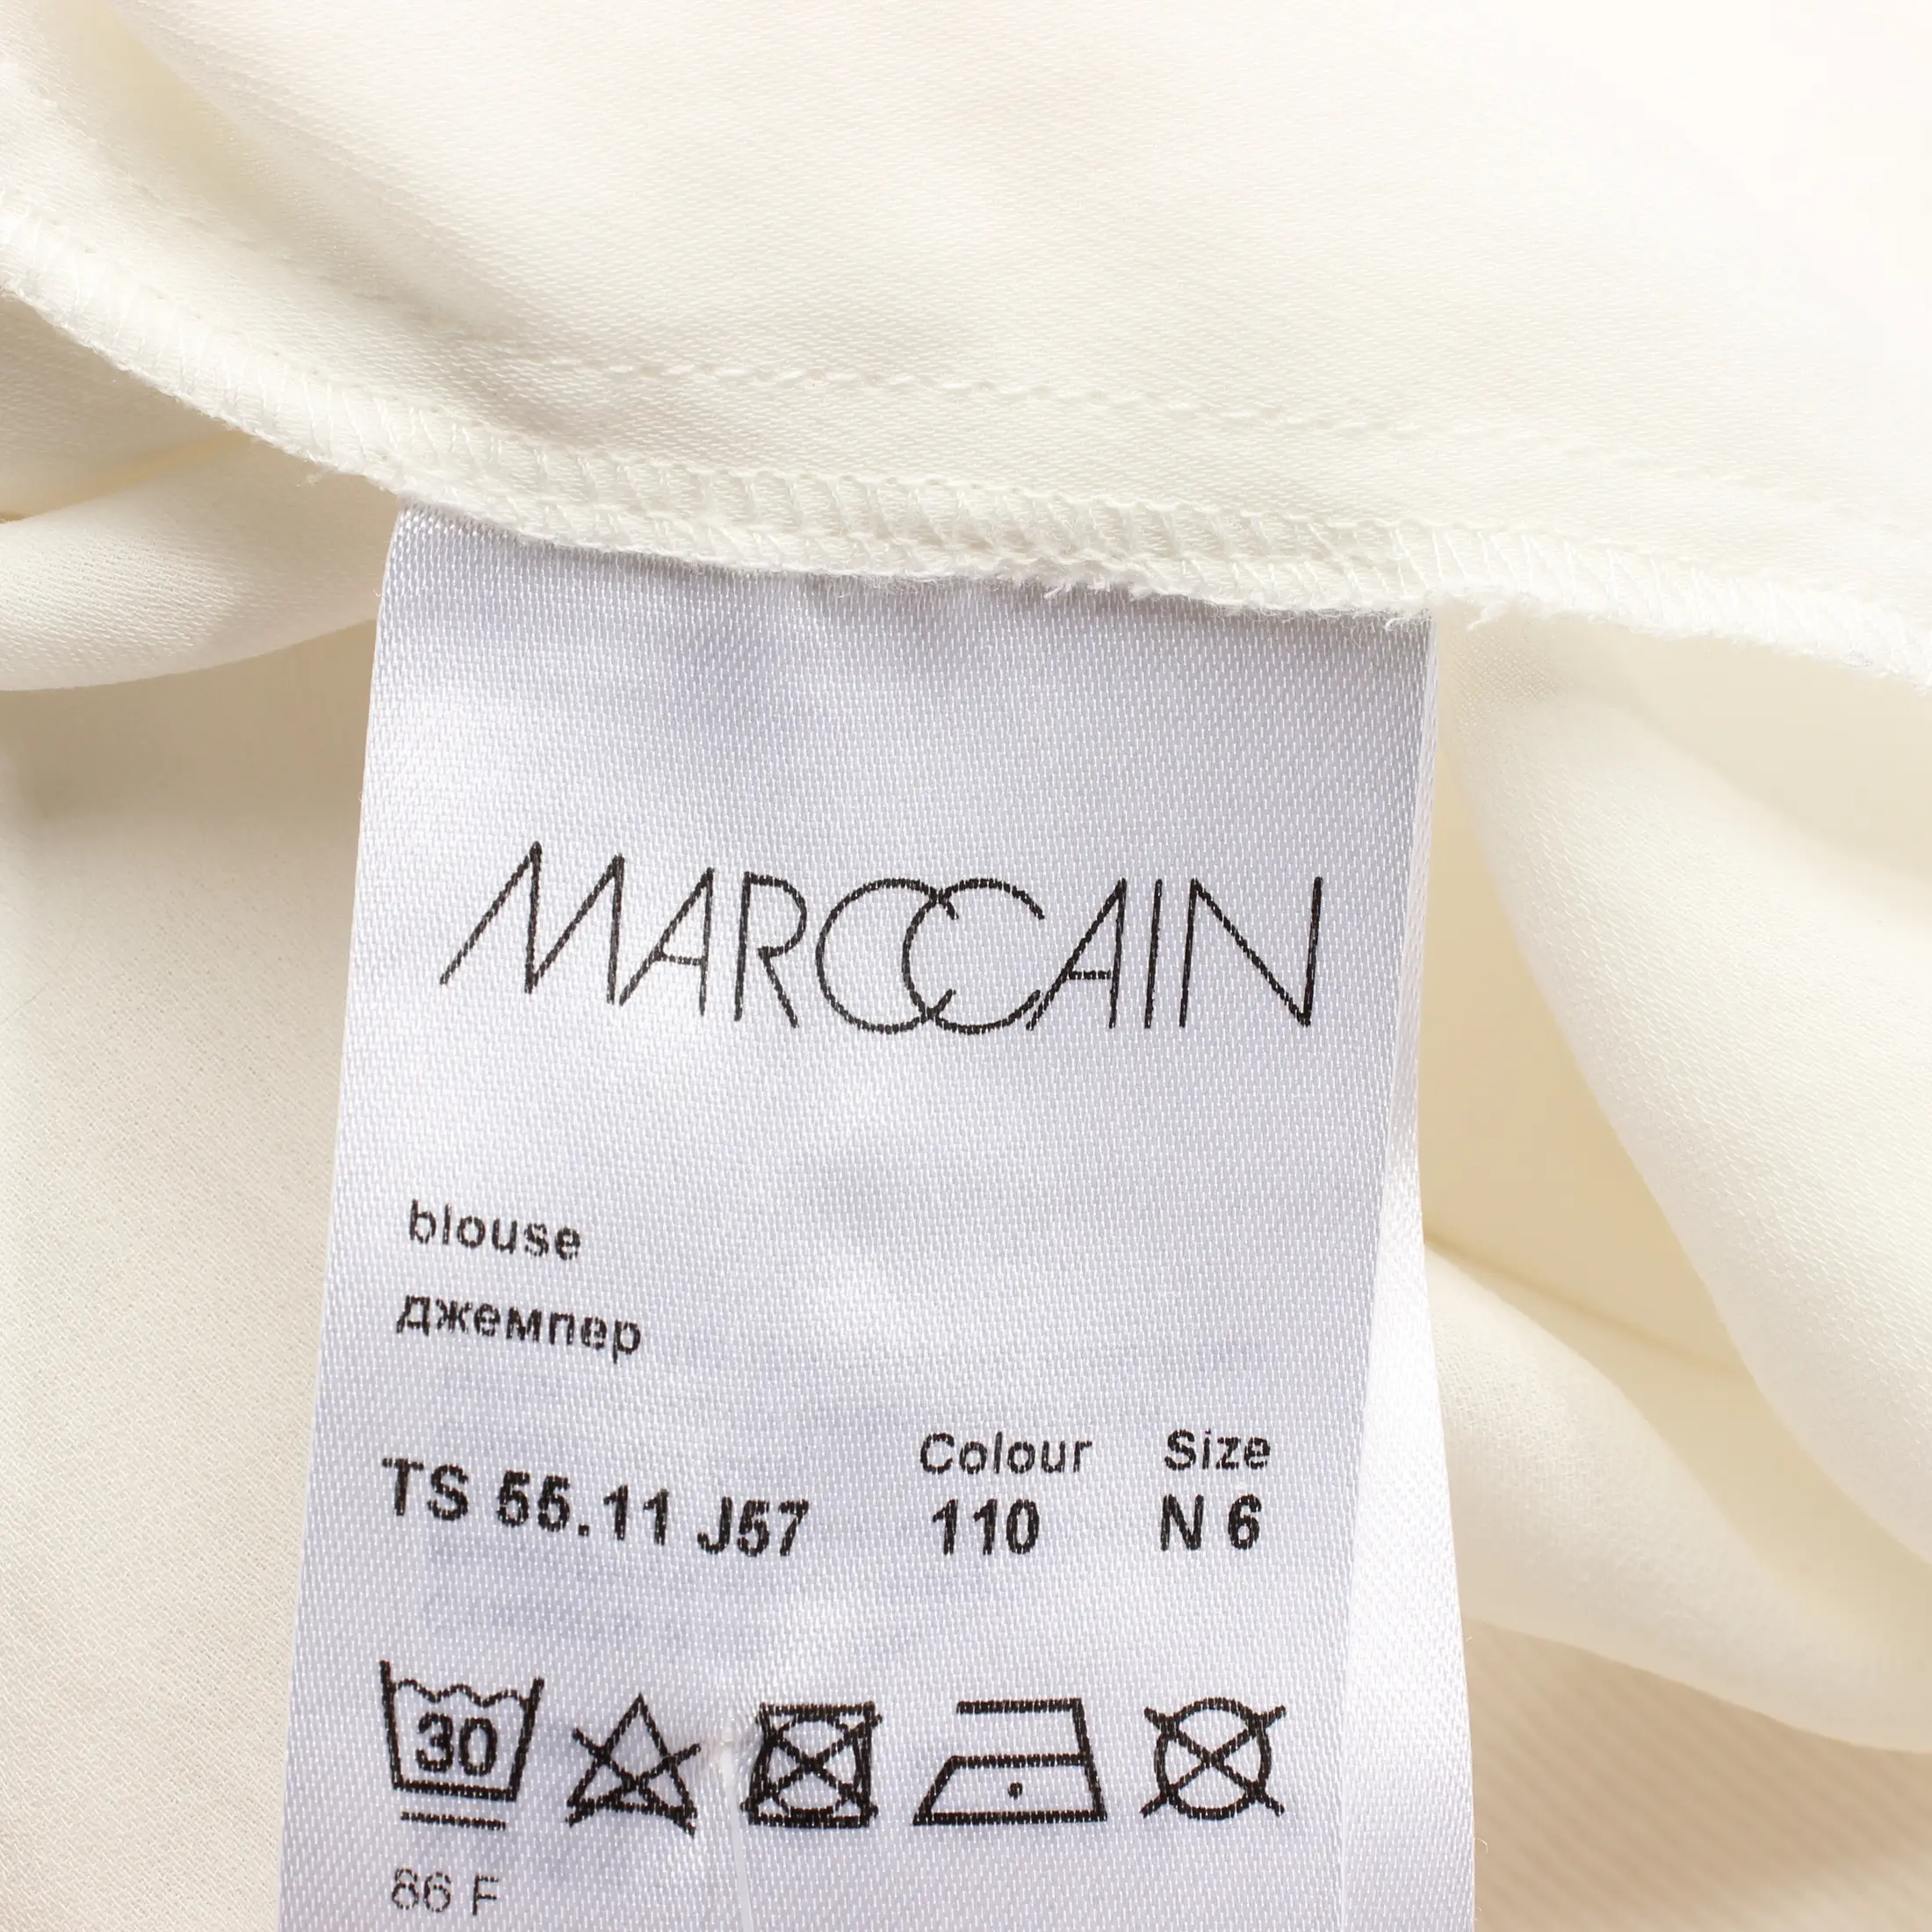 MARCCAIN
blouse
джемпер
Colour Size
TS 55.11 J57 110 N 6
30
86 F